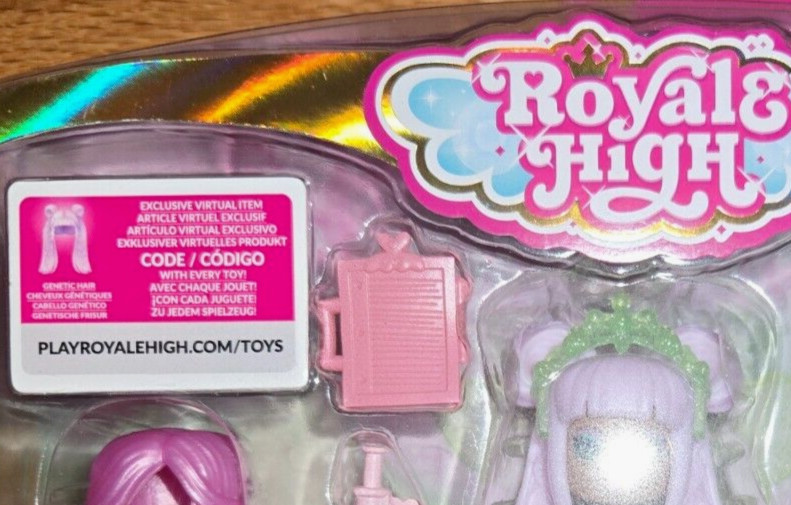 Royale
High
EXCLUSIVE VIRTUAL ITEM
ARTICLE VIRTUEL EXCLUSIF
ARTÍCULO VIRTUAL EXCLUSIVO
EXKLUSIVER VIRTUELLES PRODUKT
CODE / CÓDIGO
WITH EVERY TOY!
AVEC CHAQUE JOUET!
¡CON CADA JUGUETE!
ZU JEDEM SPIELZEUG!
GENETIC HAIR
CHEVEUX GÉNÉTIQUES
CABELLO GENÉTICO
GENETISCHE FRISUR
PLAYROYALEHIGH.COM/TOYS